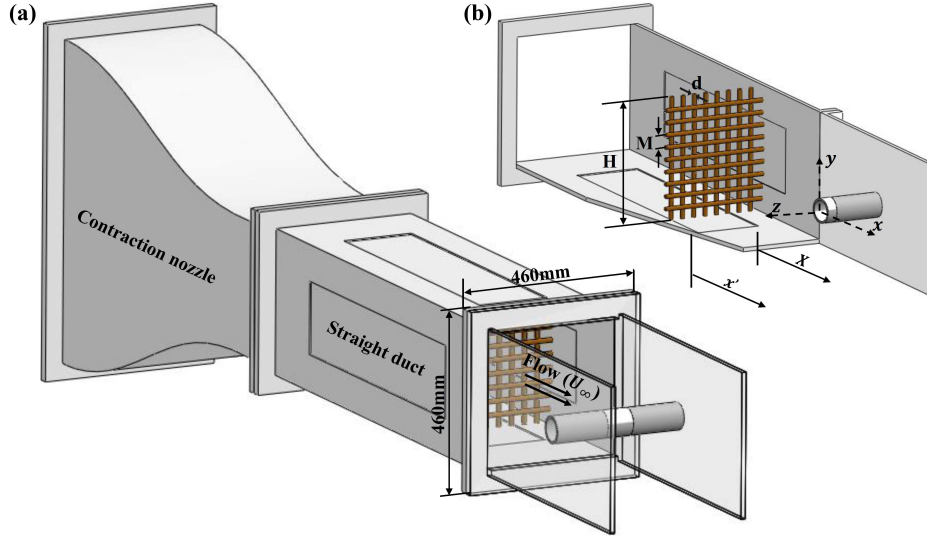 (a)
Contraction nozzle
Straight duct
460mm
460mm
Flow (U∞)
(b)
d
M
H
y
z
x
x'
X